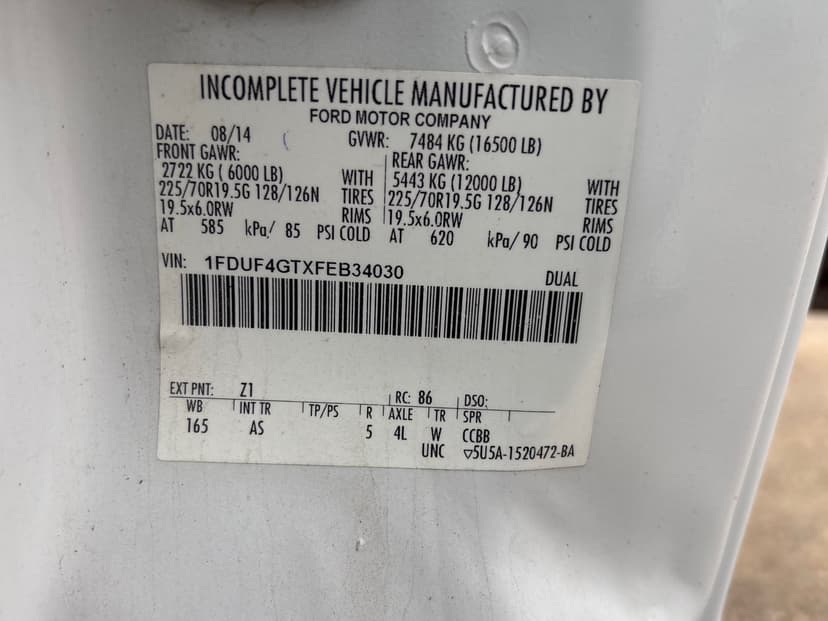 INCOMPLETE VEHICLE MANUFACTURED BY
FORD MOTOR COMPANY
DATE: 08/14 GVWR: 7484 KG (16500 LB)
FRONT GAWR: REAR GAWR:
2722 KG ( 6000 LB) WITH 5443 KG (12000 LB) WITH
225/70R19.5G 128/126N TIRES 225/70R19.5G 128/126N TIRES
19.5x6.0RW RIMS 19.5x6.0RW RIMS
AT 585 kPa/ 85 PSI COLD AT 620 kPa/ 90 PSI COLD
VIN: 1FDUF4GTXFEB34030 DUAL
EXT PNT: Z1 RC: 86 DSO:
WB INT TR TP/PS R AXLE TR SPR
165 AS 5 4L W CCBB
UNC ▽5U5A-1520472-BA